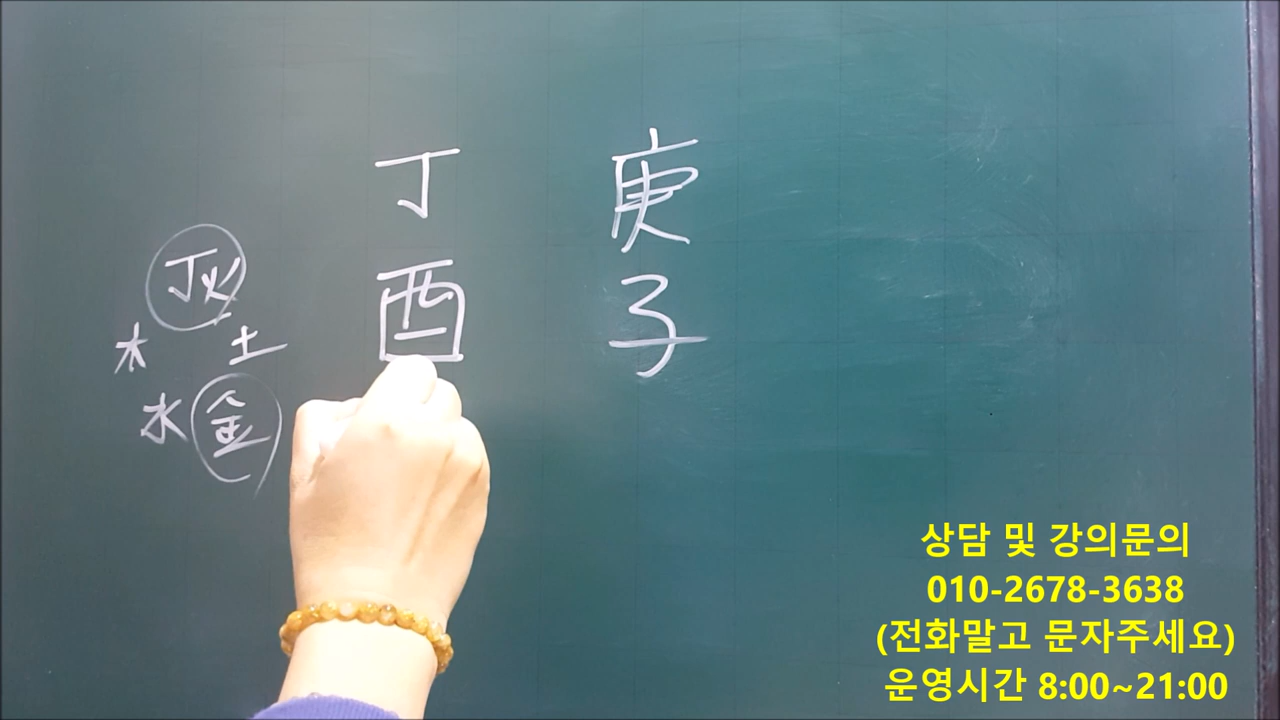 丁 庚
酉 子
丁火
木 土
水 金
상담 및 강의문의
010-2678-3638
(전화말고 문자주세요)
운영시간 8:00~21:00